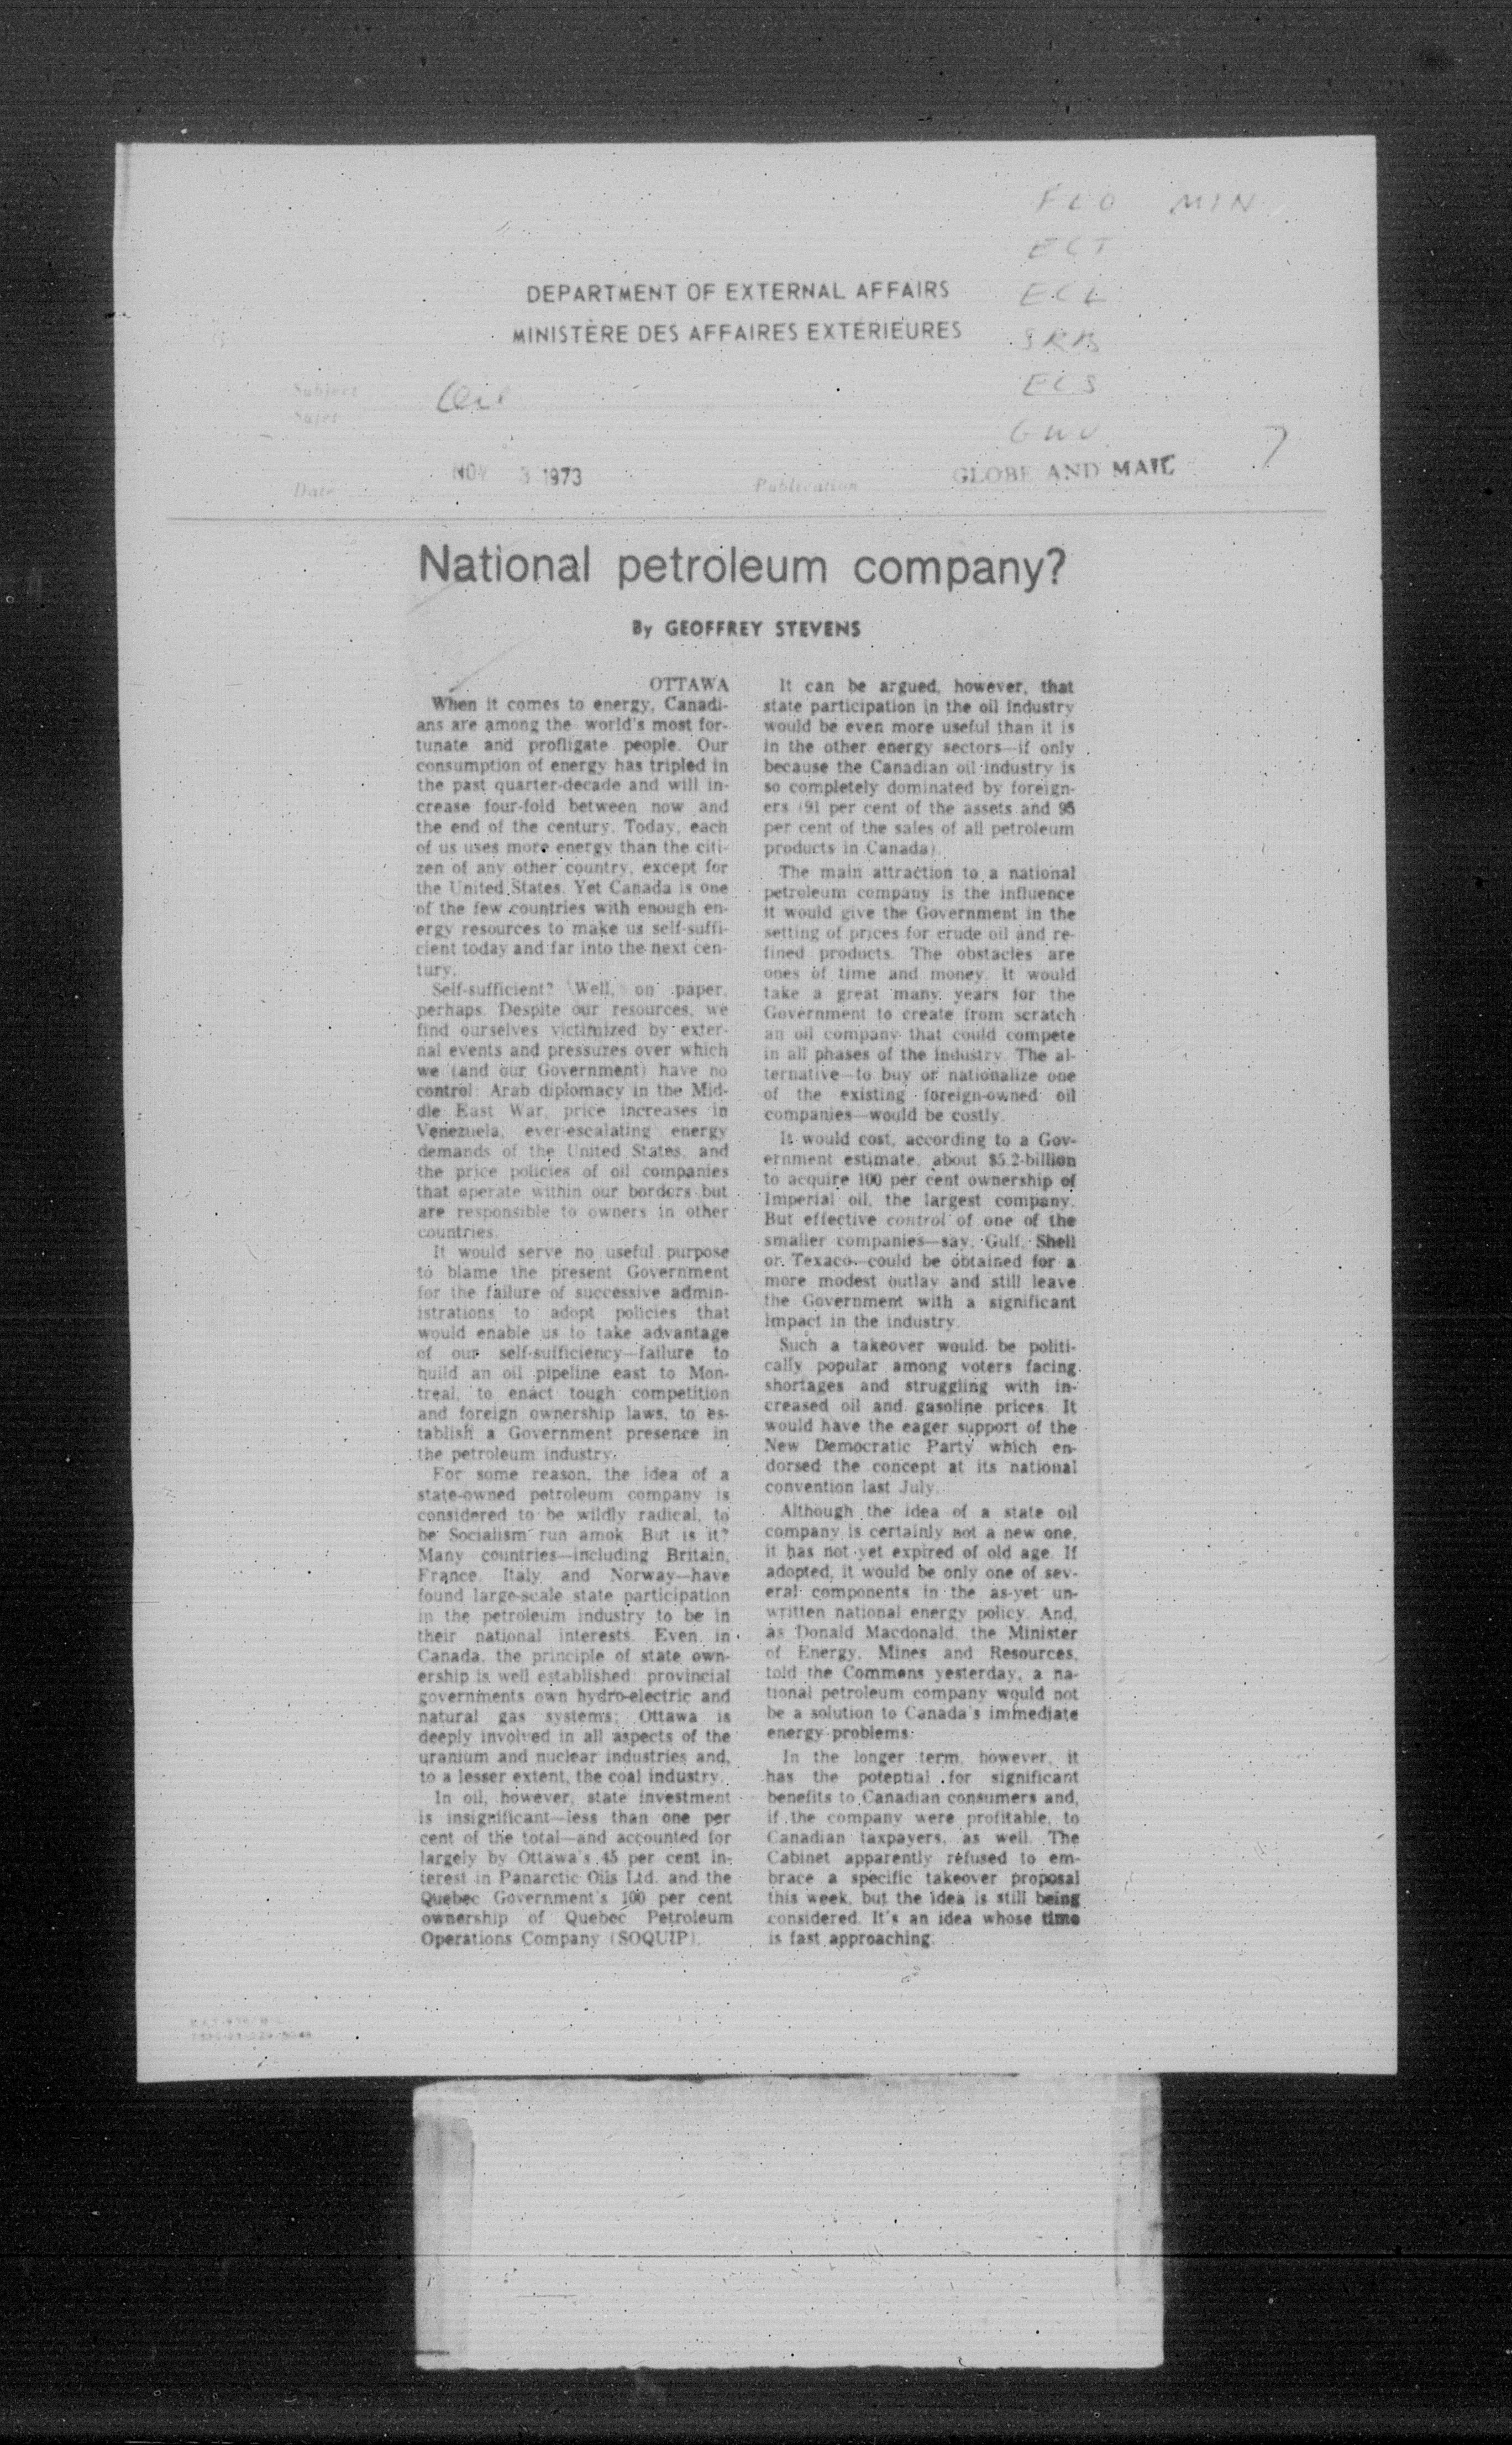 FLO MIN
ECT
DEPARTMENT OF EXTERNAL AFFAIRS
ECL
MINISTÈRE DES AFFAIRES EXTÉRIEURES
Subject
Sujet
Oil
ECS
GWU
NOV 3 1973
GLOBE AND MAIL
7
Date
Publication
National petroleum company?
By GEOFFREY STEVENS
OTTAWA
When it comes to energy, Canadi-
ans are among the world's most for-
tunate and profligate people. Our
consumption of energy has tripled in
the past quarter-decade and will in-
crease four-fold between now and
the end of the century. Today, each
of us uses more energy than the citi-
zen of any other country, except for
the United States. Yet Canada is one
of the few countries with enough en-
ergy resources to make us self-suffi-
cient today and far into the next cen-
tury.
Self-sufficient? Well, on paper,
perhaps. Despite our resources, we
find ourselves victimized by exter-
nal events and pressures over which
we (and our Government) have no
control: Arab diplomacy in the Mid-
dle East War, price increases in
Venezuela, ever-escalating energy
demands of the United States, and
the price policies of oil companies
that operate within our borders but
are responsible to owners in other
countries.
It would serve no useful purpose
to blame the present Government
for the failure of successive admin-
istrations to adopt policies that
would enable us to take advantage
of our self-sufficiency—failure to
build an oil pipeline east to Mon-
treal, to enact tough competition
and foreign ownership laws, to es-
tablish a Government presence in
the petroleum industry.
For some reason, the idea of a
state-owned petroleum company is
considered to be wildly radical, to
be Socialism run amok. But is it?
Many countries—including Britain,
France, Italy and Norway—have
found large-scale state participation
in the petroleum industry to be in
their national interests. Even in
Canada, the principle of state own-
ership is well established: provincial
governments own hydro-electric and
natural gas systems; Ottawa is
deeply involved in all aspects of the
uranium and nuclear industries and,
to a lesser extent, the coal industry.
In oil, however, state investment
is insignificant—less than one per
cent of the total—and accounted for
largely by Ottawa's 45 per cent in-
terest in Panarctic Oils Ltd. and the
Quebec Government's 100 per cent
ownership of Quebec Petroleum
Operations Company (SOQUIP).
It can be argued, however, that
state participation in the oil industry
would be even more useful than it is
in the other energy sectors—if only
because the Canadian oil industry is
so completely dominated by foreign-
ers (91 per cent of the assets and 95
per cent of the sales of all petroleum
products in Canada).
The main attraction to a national
petroleum company is the influence
it would give the Government in the
setting of prices for crude oil and re-
fined products. The obstacles are
ones of time and money. It would
take a great many years for the
Government to create from scratch
an oil company that could compete
in all phases of the industry. The al-
ternative—to buy or nationalize one
of the existing foreign-owned oil
companies—would be costly.
It would cost, according to a Gov-
ernment estimate, about $5.2-billion
to acquire 100 per cent ownership of
Imperial oil, the largest company.
But effective control of one of the
smaller companies—say, Gulf, Shell
or Texaco—could be obtained for a
more modest outlay and still leave
the Government with a significant
impact in the industry.
Such a takeover would be politi-
cally popular among voters facing
shortages and struggling with in-
creased oil and gasoline prices. It
would have the eager support of the
New Democratic Party which en-
dorsed the concept at its national
convention last July.
Although the idea of a state oil
company is certainly not a new one,
it has not yet expired of old age. If
adopted, it would be only one of sev-
eral components in the as-yet un-
written national energy policy. And,
as Donald Macdonald, the Minister
of Energy, Mines and Resources,
told the Commons yesterday, a na-
tional petroleum company would not
be a solution to Canada's immediate
energy problems.
In the longer term, however, it
has the potential for significant
benefits to Canadian consumers and,
if the company were profitable, to
Canadian taxpayers, as well. The
Cabinet apparently refused to em-
brace a specific takeover proposal
this week, but the idea is still being
considered. It's an idea whose time
is fast approaching.